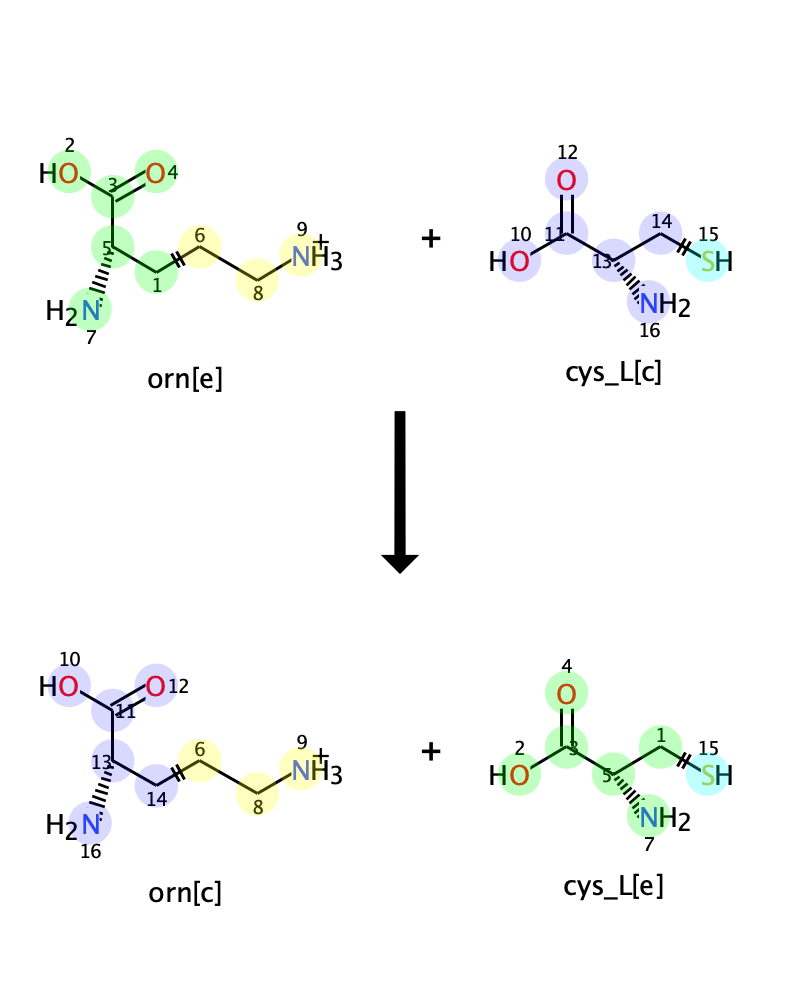 2 12
HO O 4 O
3 10 11 14 15
5 6 9 + HO 13 SH
NH3 +
1 8 NH2
H2N 7 16
orn[e] cys_L[c]
10 4
HO O 12 O
11 2 3 1 15
13 6 9 + HO 5 SH
NH3 +
14 8 NH2
H2N 16 7
orn[c] cys_L[e]